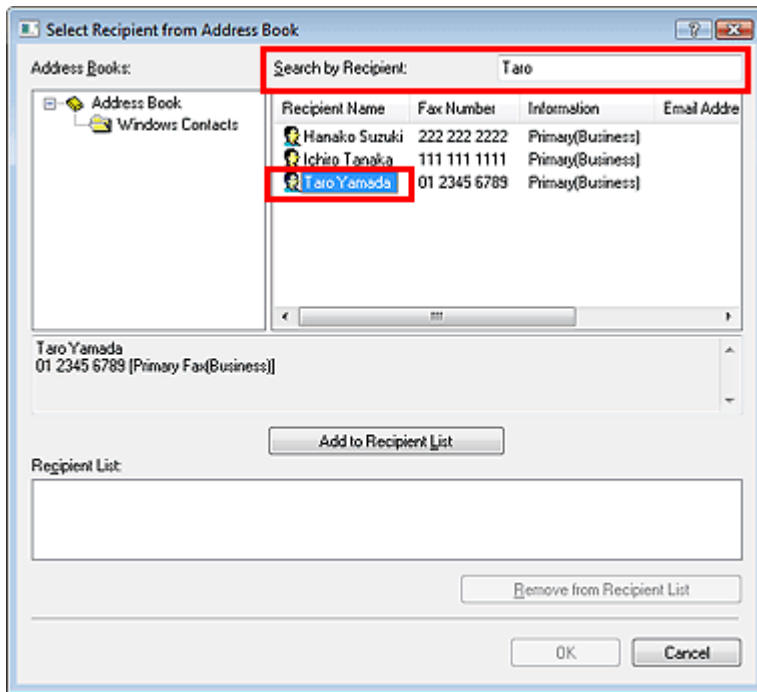 Select Recipient from Address Book
Address Books:
Search by Recipient: Taro
Address Book
Windows Contacts
Recipient Name Fax Number Information Email Addre
Hanako Suzuki 222 222 2222 Primary(Business)
Ichiro Tanaka 111 111 1111 Primary(Business)
Taro Yamada 01 2345 6789 Primary(Business)
Taro Yamada
01 2345 6789 [Primary Fax(Business)]
Add to Recipient List
Recipient List:
Remove from Recipient List
OK Cancel